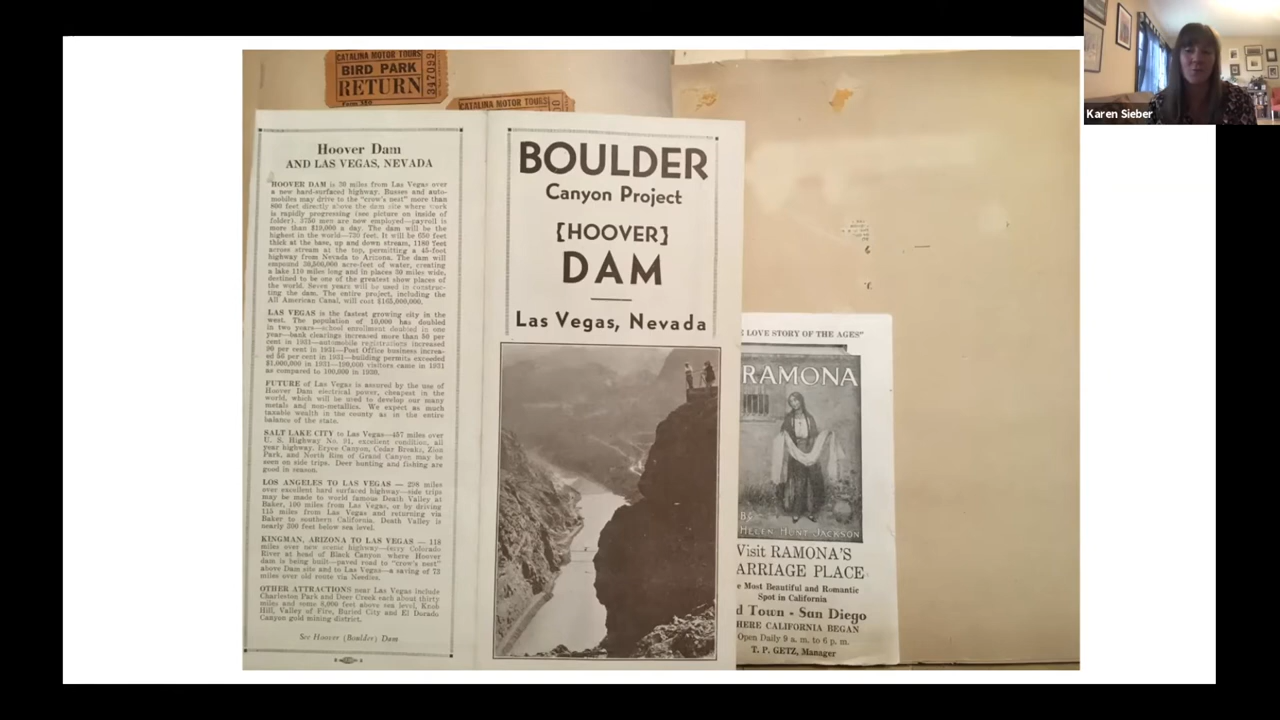 CATALINA MOTOR TOURS
BIRD PARK
RETURN
347099
CATALINA MOTOR TOURS
Hoover Dam
AND LAS VEGAS, NEVADA
HOOVER DAM is 30 miles from Las Vegas over
a new hard-surfaced highway. Busses and auto-
mobiles may drive to the "crow's nest" more than
800 feet directly above the dam site where work
is rapidly progressing (see picture on inside of
folder). 3750 men are now employed—payroll is
more than $19,000 a day. The dam will be the
highest in the world—730 feet. It will be 650 feet
thick at the base, up and down stream, 1180 feet
across stream at the top, permitting a 45-foot
highway from Nevada to Arizona. The dam will
empound 30,500,000 acre-feet of water, creating
a lake 110 miles long and in places 30 miles wide,
destined to be one of the greatest show places of
the world. Seven years will be used in construc-
ting the dam. The entire project, including the
All American Canal, will cost $165,000,000.
LAS VEGAS is the fastest growing city in the
west. The population of 10,000 has doubled
in two years—school enrollment doubled in one
year—bank clearings increased more than 50 per
cent in 1931—automobile registrations increased
90 per cent in 1931—Post Office business increa-
ed 56 per cent in 1931—building permits exceeded
$1,000,000 in 1931—190,000 visitors came in 1931
as compared to 100,000 in 1930.
FUTURE of Las Vegas is assured by the use of
Hoover Dam electrical power, cheapest in the
world, which will be used to develop our many
metals and non-metallics. We expect as much
taxable wealth in the county as in the entire
balance of the state.
SALT LAKE CITY to Las Vegas—457 miles over
U. S. Highway No. 91, excellent condition, all
year highway. Bryce Canyon, Cedar Breaks, Zion
Park, and North Rim of Grand Canyon may be
seen on side trips. Deer hunting and fishing are
good in season.
LOS ANGELES TO LAS VEGAS — 298 miles
over excellent hard surfaced highway—side trips
may be made to world famous Death Valley at
Baker, 100 miles from Las Vegas, or by driving
115 miles from Las Vegas and returning via
Baker to southern California. Death Valley is
nearly 300 feet below sea level.
KINGMAN, ARIZONA TO LAS VEGAS — 118
miles over new scenic highway—ferry Colorado
River at head of Black Canyon where Hoover
dam is being built—paved road to "crow's nest"
above Dam site and to Las Vegas—a saving of 73
miles over old route via Needles.
OTHER ATTRACTIONS near Las Vegas include
Charleston Park and Deer Creek each about thirty
miles and some 8,000 feet above sea level, Knob
Hill, Valley of Fire, Buried City and El Dorado
Canyon gold mining district.
See Hoover (Boulder) Dam
BOULDER
Canyon Project
[HOOVER]
DAM
Las Vegas, Nevada
LOVE STORY OF THE AGES"
RAMONA
BY
HELEN HUNT JACKSON
Visit RAMONA'S
ARRIAGE PLACE
Most Beautiful and Romantic
Spot in California
d Town - San Diego
HERE CALIFORNIA BEGAN
Open Daily 9 a. m. to 6 p. m.
T. P. GETZ, Manager
Karen Sieber